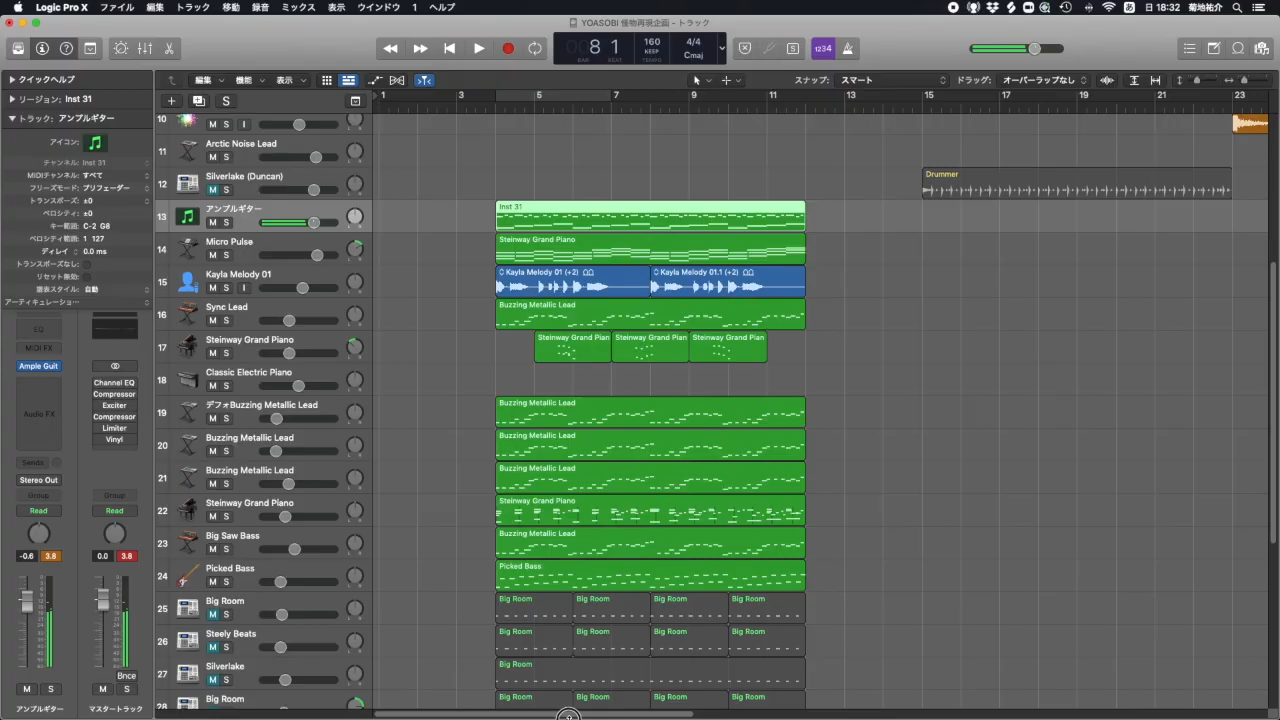 Logic Pro X ファイル 編集 トラック 移動 録音 ミックス 表示 ウインドウ 1 ヘルプ あ 日 18:32 菊地祐介
YOASOBI 怪物再現企画 - トラック
8 1 160 4/4
BAR BEAT KEEP TEMPO Cmaj
1234
クイックヘルプ
編集 機能 表示 スナップ: スマート ドラッグ: オーバーラップなし
リージョン: Inst 31
S
1 3 5 7 9 11 13 15 17 19 21 23
トラック: アンプルギター
アイコン:
チャンネル: Inst 31
MIDIチャンネル: すべて
フリーズモード: プリフェーダー
トランスポーズ: ±0
ベロシティ: ±0
キー範囲: C-2 G8
ベロシティ範囲: 1 127
ディレイ: 0.0 ms
トランスポーズなし:
リセット無効:
譜表スタイル: 自動
アーティキュレーショ…
EQ
MIDI FX
Ample Guit
Audio FX
Sends
Stereo Out
Group
Read
-0.6 3.8
M S
アンプルギター
Channel EQ
Compressor
Exciter
Compressor
Limiter
Vinyl
Group
Read
0.0 3.8
Bnce
M S
マスタートラック
10 M S I
11 Arctic Noise Lead
M S
12 Silverlake (Duncan)
M S
Drummer
13 アンプルギター
M S
Inst 31
14 Micro Pulse
M S
Steinway Grand Piano
15 Kayla Melody 01
M S I
Kayla Melody 01 (+2) Kayla Melody 01.1 (+2)
16 Sync Lead
M S
Buzzing Metallic Lead
17 Steinway Grand Piano
M S
Steinway Grand Pian Steinway Grand Pian Steinway Grand Pian
18 Classic Electric Piano
M S
19 デフォBuzzing Metallic Lead
M S
Buzzing Metallic Lead
20 Buzzing Metallic Lead
M S
Buzzing Metallic Lead
21 Buzzing Metallic Lead
M S
Buzzing Metallic Lead
22 Steinway Grand Piano
M S
Steinway Grand Piano
23 Big Saw Bass
M S
Buzzing Metallic Lead
24 Picked Bass
M S
Picked Bass
25 Big Room
M S
Big Room Big Room Big Room Big Room
26 Steely Beats
M S
Big Room Big Room Big Room Big Room
27 Silverlake
M S
Big Room
28 Big Room
Big Room Big Room Big Room Big Room